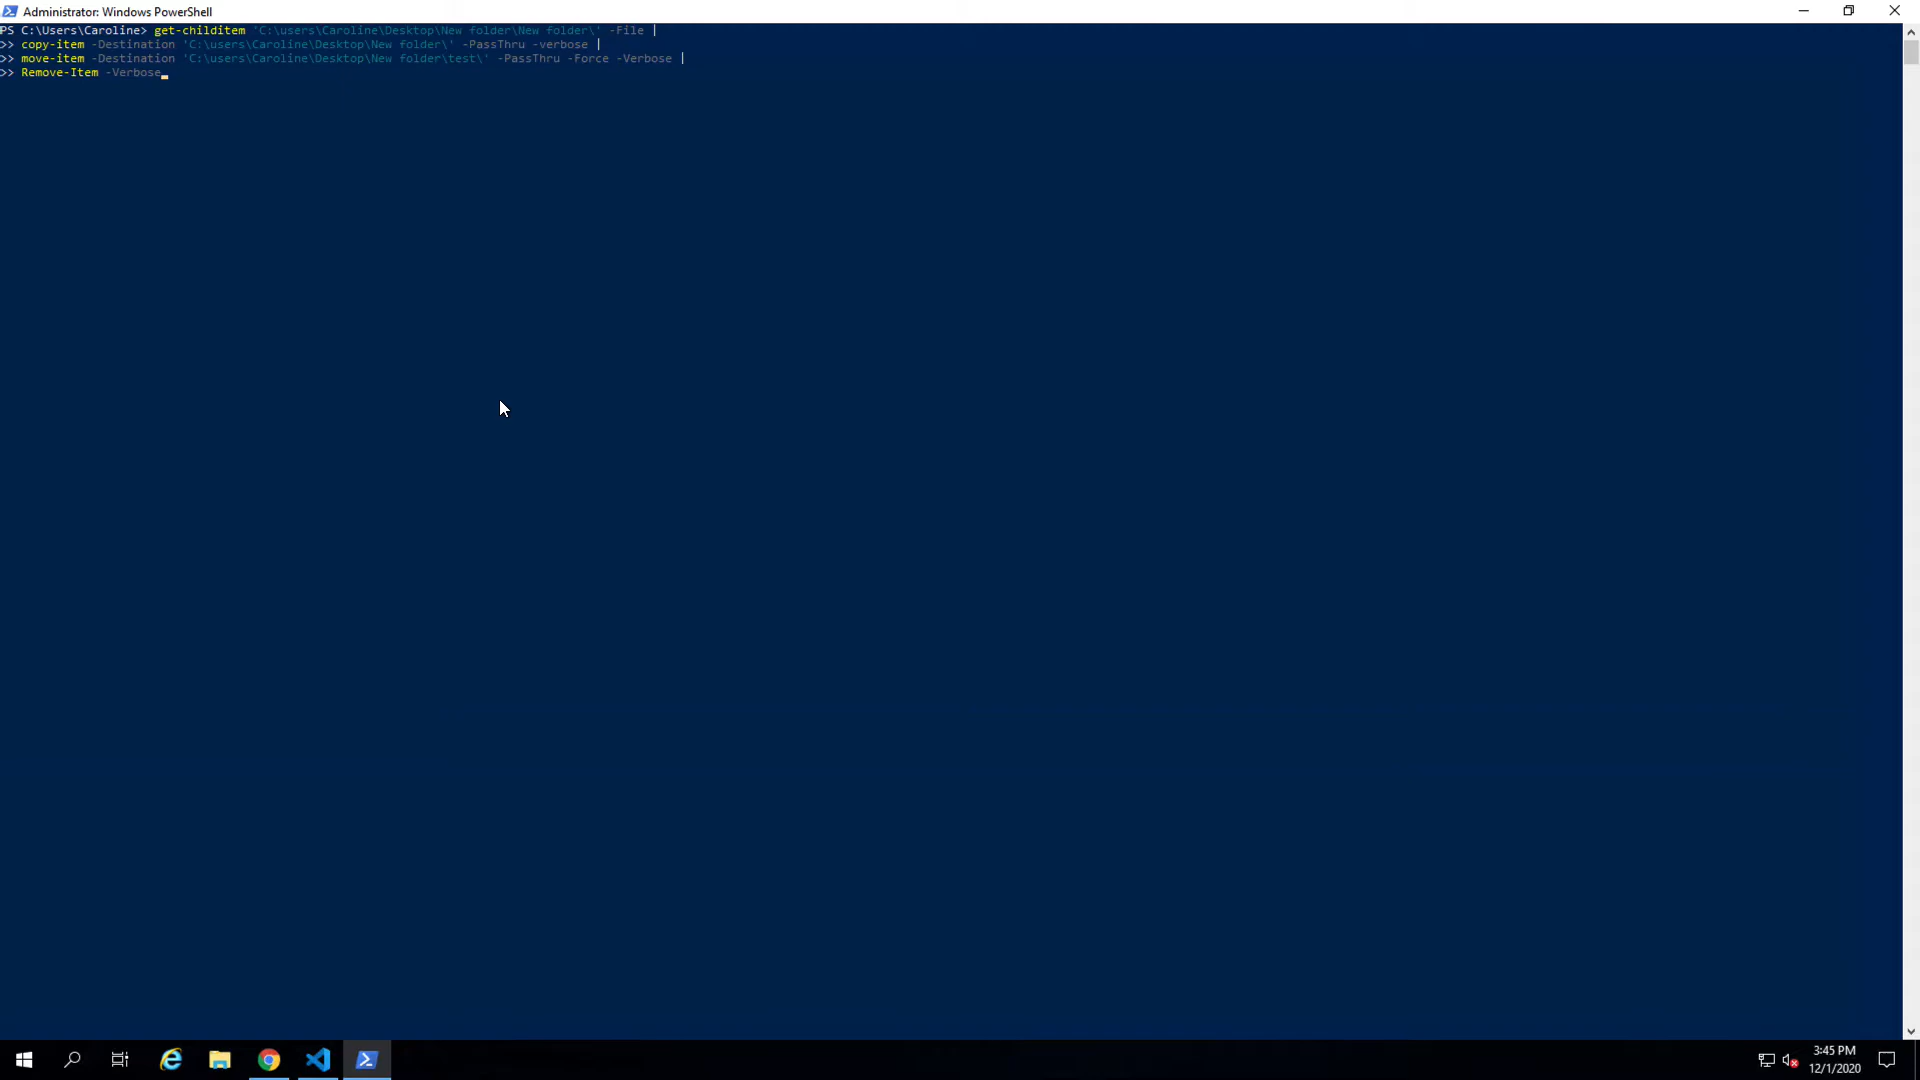 Administrator: Windows PowerShell
PS C:\Users\Caroline> get-childitem 'C:\users\Caroline\Desktop\New folder\New folder\' -File |
>> copy-item -Destination 'C:\users\Caroline\Desktop\New folder\' -PassThru -verbose |
>> move-item -Destination 'C:\users\Caroline\Desktop\New folder\test\' -PassThru -Force -Verbose |
>> Remove-Item -Verbose
3:45 PM
12/1/2020